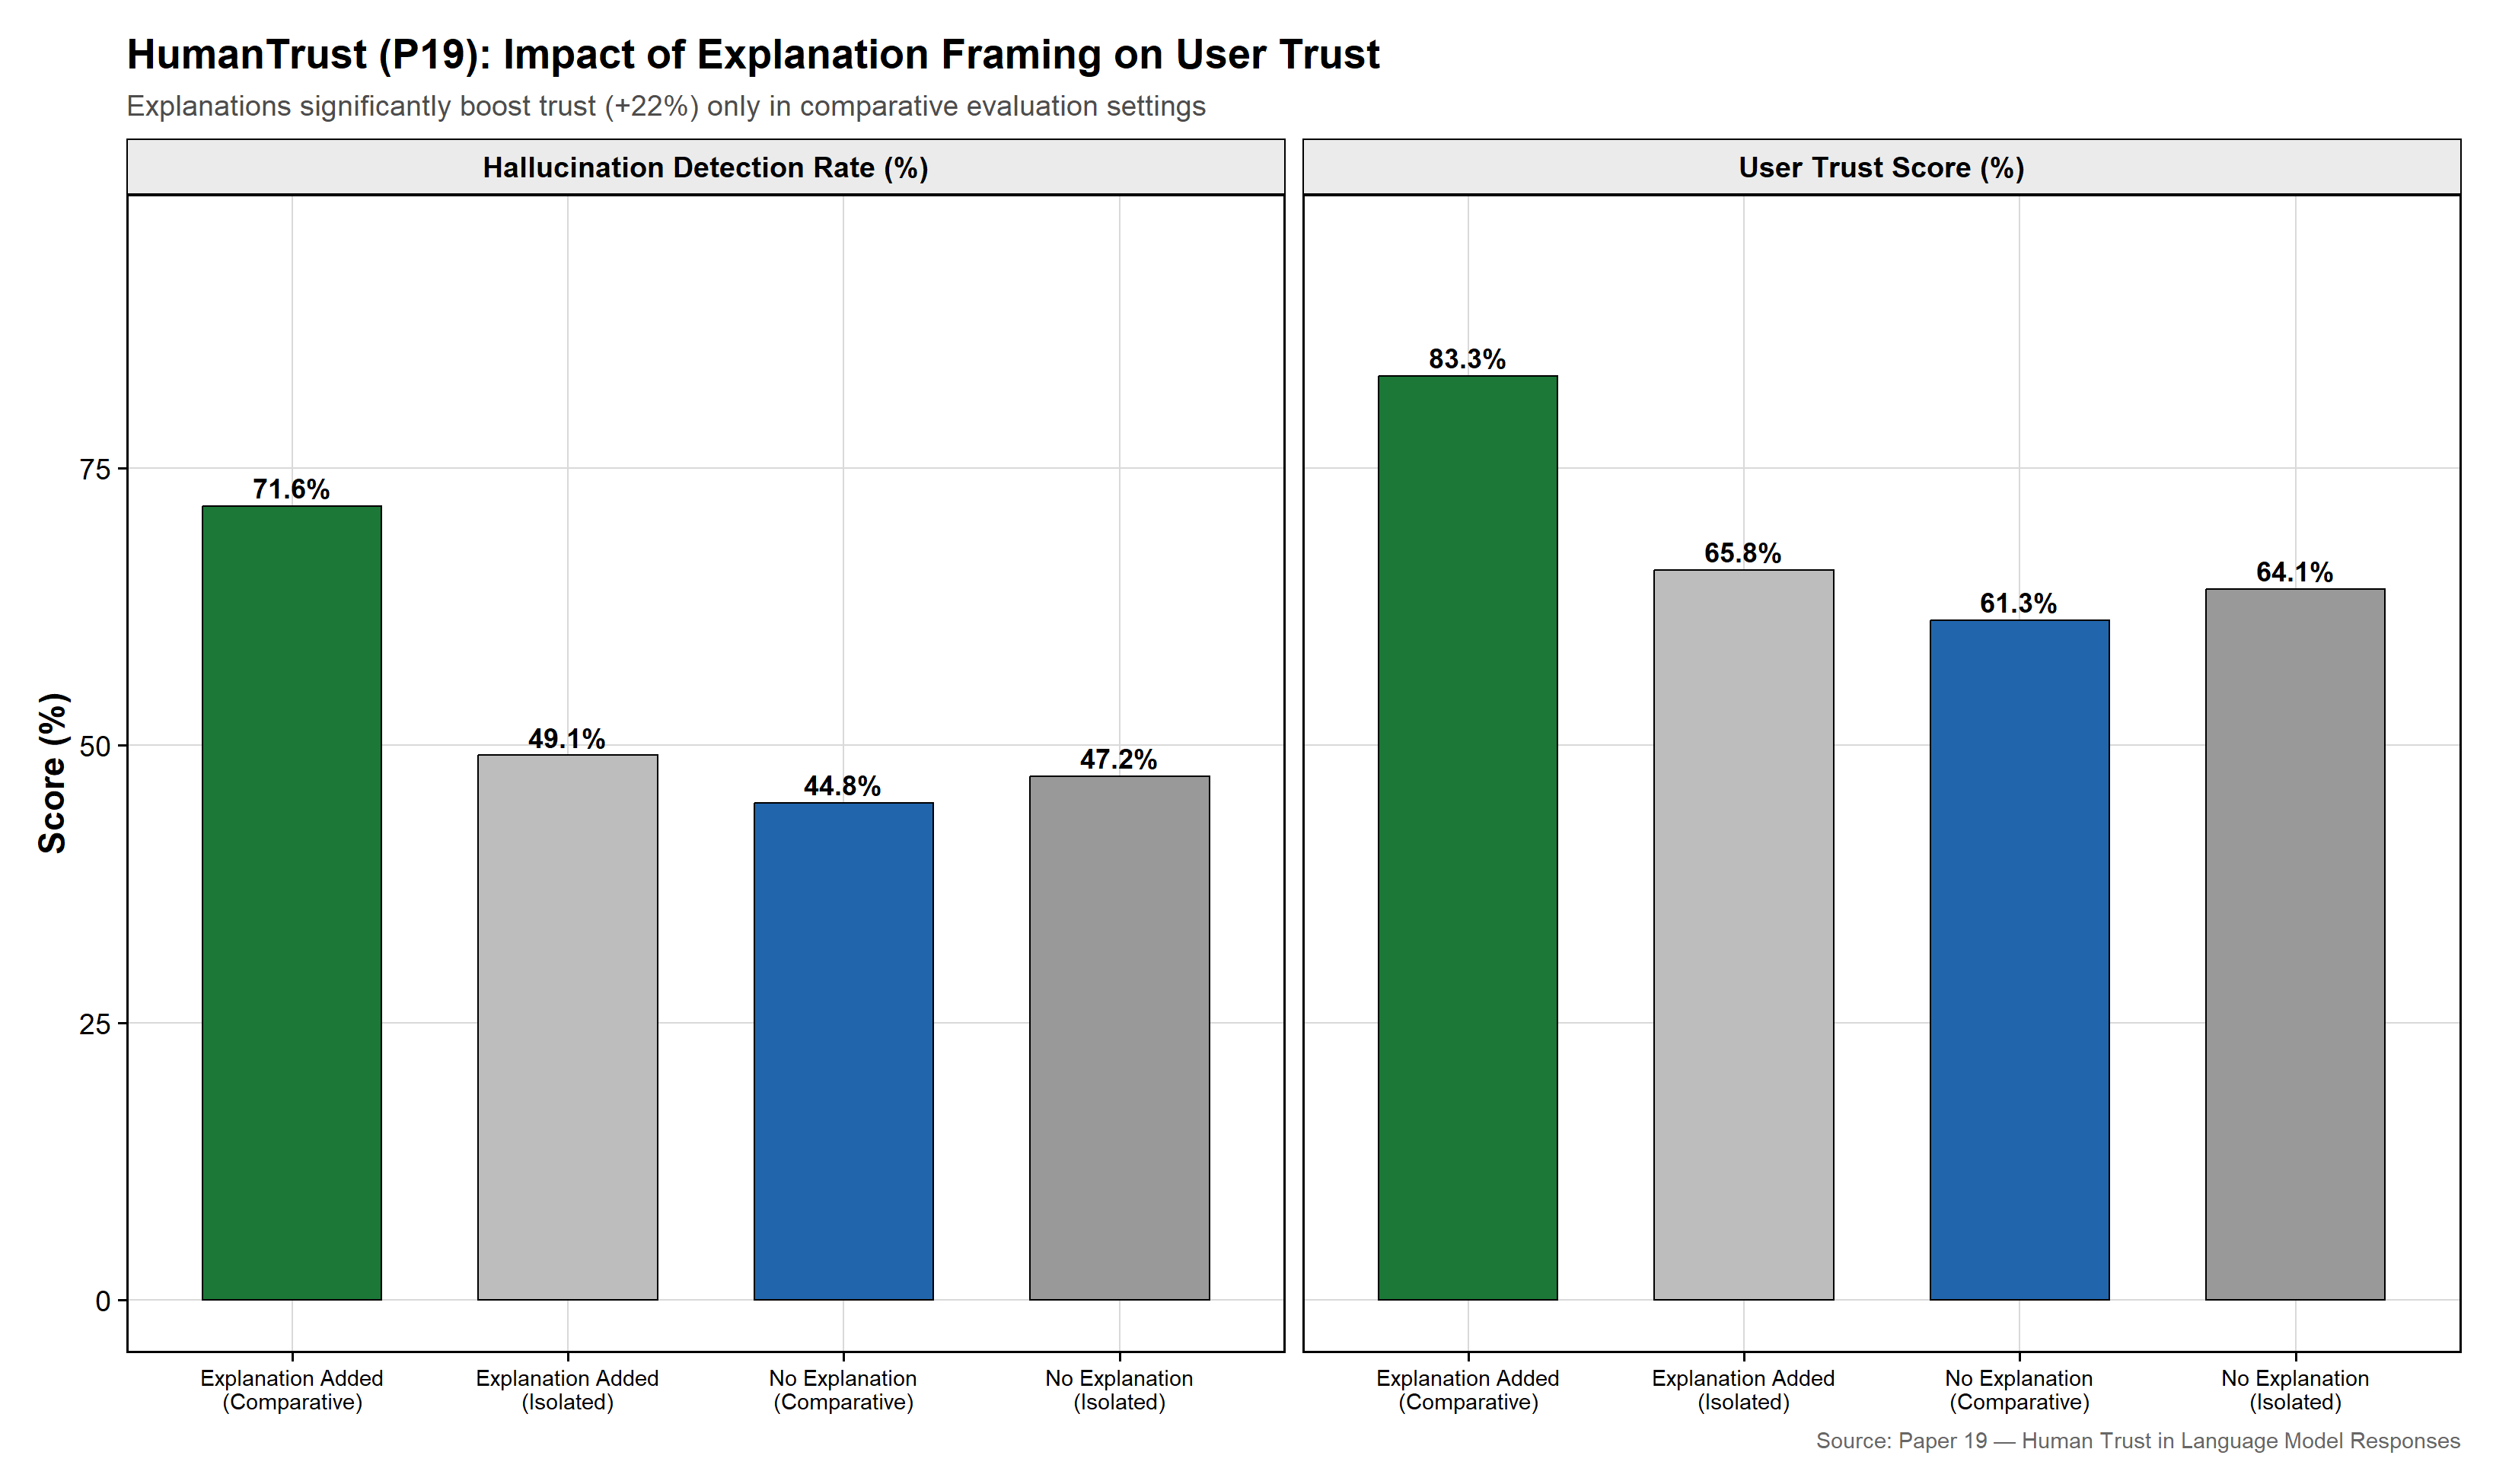 HumanTrust (P19): Impact of Explanation Framing on User Trust
Explanations significantly boost trust (+22%) only in comparative evaluation settings
Hallucination Detection Rate (%)
User Trust Score (%)
Score (%)
75
50
25
0
71.6%
49.1%
44.8%
47.2%
83.3%
65.8%
61.3%
64.1%
Explanation Added
(Comparative)
Explanation Added
(Isolated)
No Explanation
(Comparative)
No Explanation
(Isolated)
Explanation Added
(Comparative)
Explanation Added
(Isolated)
No Explanation
(Comparative)
No Explanation
(Isolated)
Source: Paper 19 — Human Trust in Language Model Responses